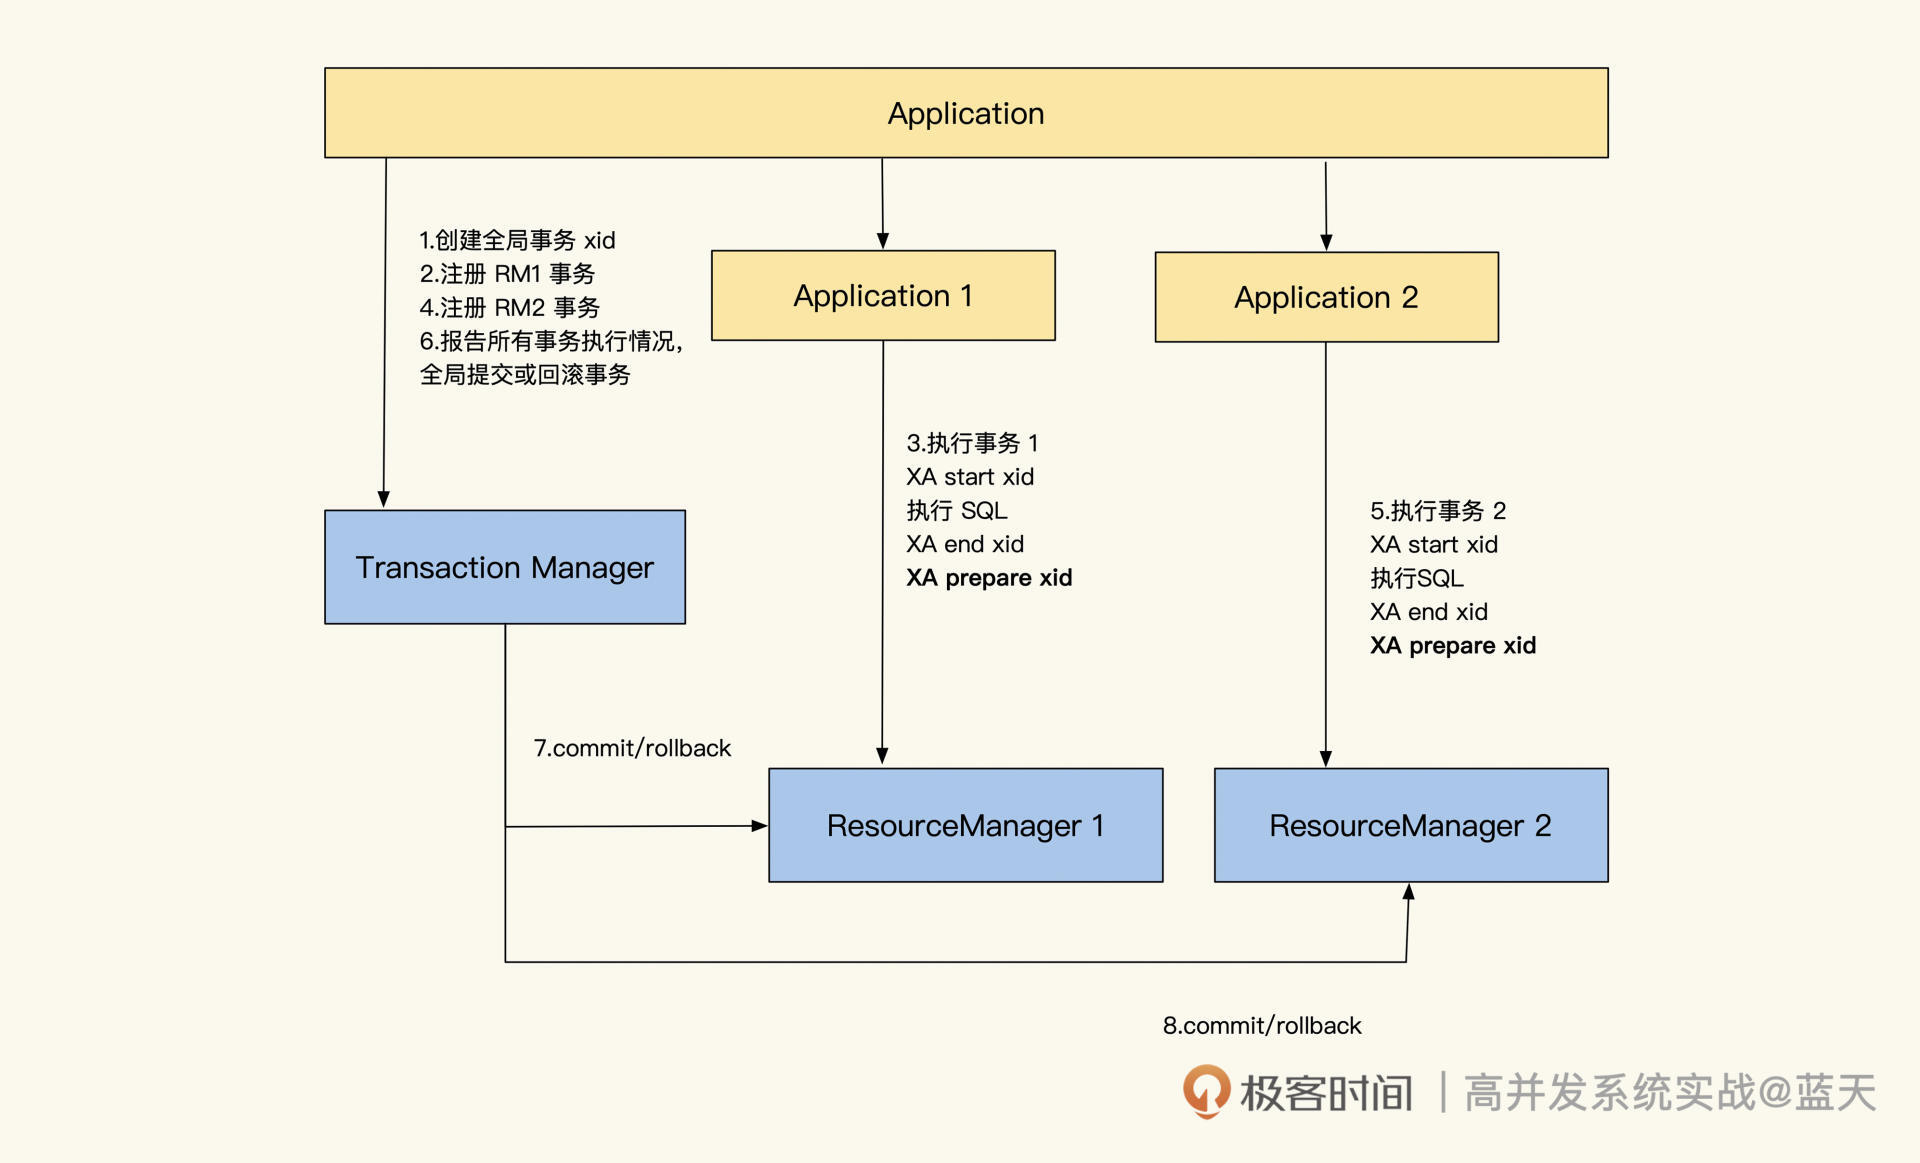 Application
1.创建全局事务 xid
2.注册 RM1 事务
4.注册 RM2 事务
6.报告所有事务执行情况，
全局提交或回滚事务
Application 1
Application 2
3.执行事务 1
XA start xid
执行 SQL
XA end xid
XA prepare xid
5.执行事务 2
XA start xid
执行SQL
XA end xid
XA prepare xid
Transaction Manager
7.commit/rollback
ResourceManager 1
ResourceManager 2
8.commit/rollback
极客时间 | 高并发系统实战@蓝天